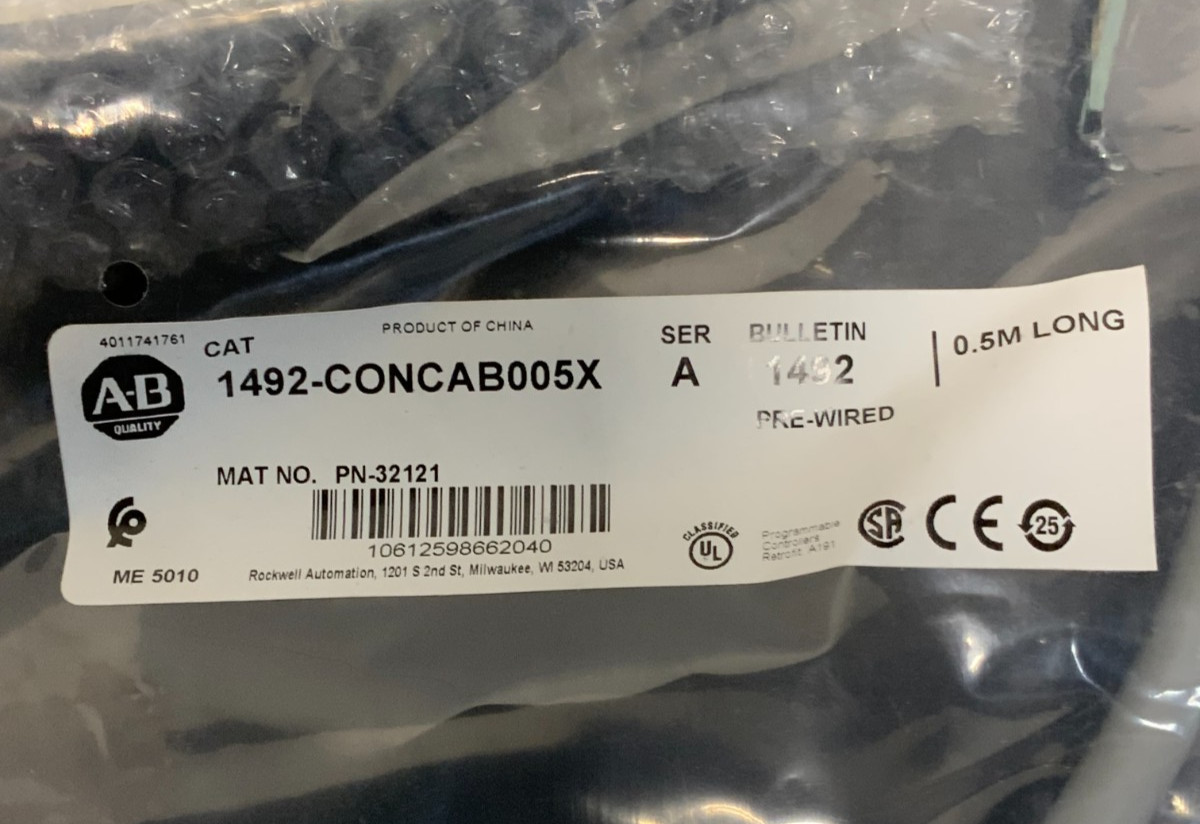 4011741761
PRODUCT OF CHINA
CAT
SER
BULLETIN
0.5M LONG
A-B
QUALITY
1492-CONCAB005X
A
1492
PRE-WIRED
MAT NO. PN-32121
10612598662040
ME 5010
Rockwell Automation, 1201 S 2nd St, Milwaukee, WI 53204, USA
CLASSIFIED
UL
Programmable
Controllers
Retrofit, A191
SA
CE
25